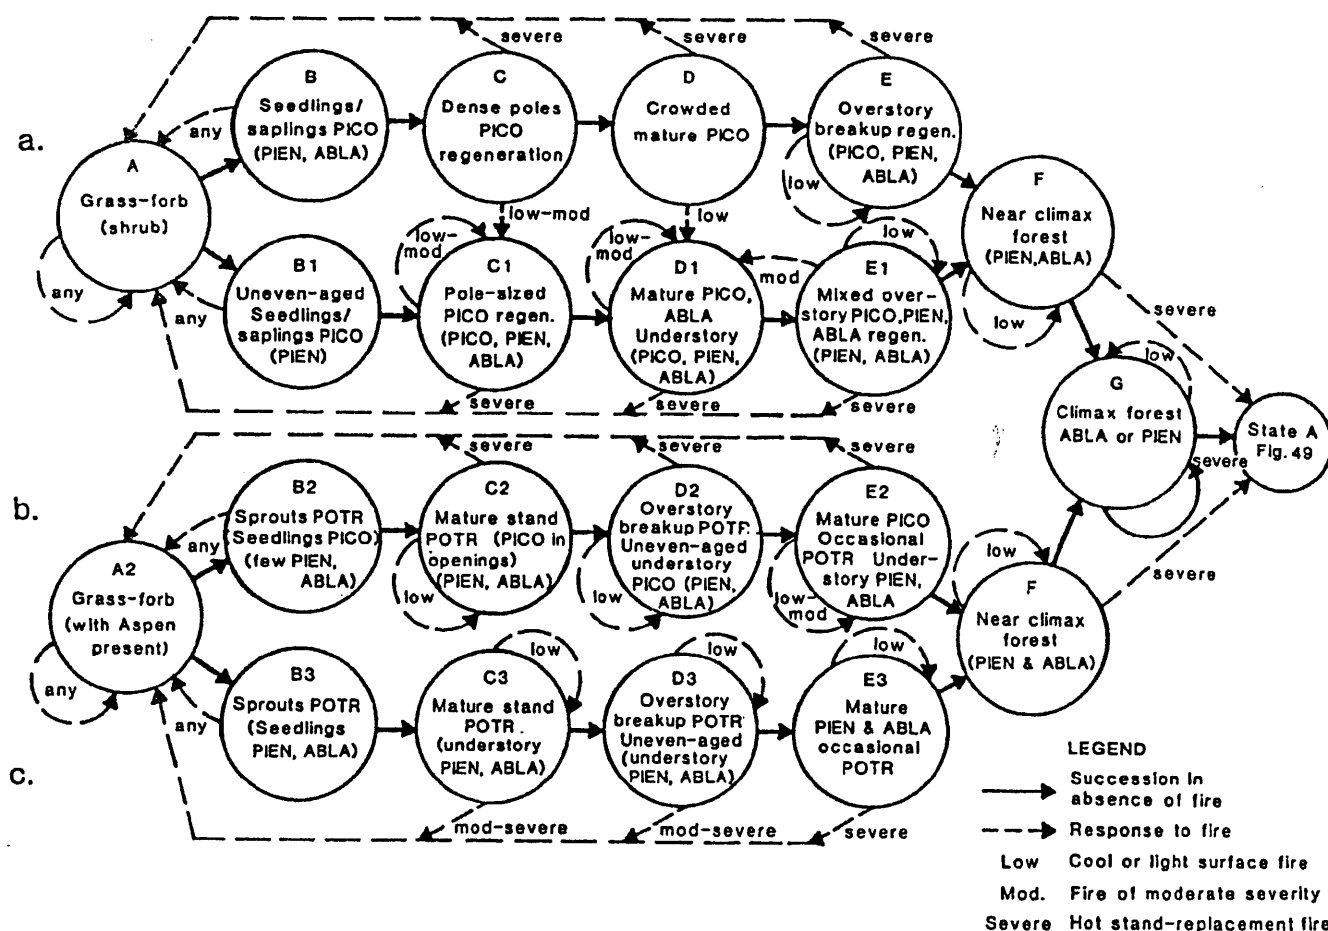 a.
severe
severe
severe
B
Seedlings/
saplings PICO
(PIEN, ABLA)
C
Dense poles
PICO
regeneration
D
Crowded
mature PICO
E
Overstory
breakup regen.
(PICO, PIEN,
ABLA)
any
low
A
Grass-forb
(shrub)
any
low-mod
low
F
Near climax
forest
(PIEN,ABLA)
low
B1
Uneven-aged
Seedlings/
saplings PICO
(PIEN)
any
low-
mod
C1
Pole-sized
PICO regen.
(PICO, PIEN,
ABLA)
low-
mod
D1
Mature PICO,
ABLA
Understory
(PICO, PIEN,
ABLA)
mod
low
E1
Mixed over-
story PICO,PIEN,
ABLA regen.
(PIEN, ABLA)
severe
severe
severe
severe
low
G
Climax forest
ABLA or PIEN
severe
State A
Fig. 49
b.
severe
severe
severe
B2
Sprouts POTR
(Seedlings PICO)
(few PIEN,
ABLA)
any
C2
Mature stand
POTR (PICO in
openings)
(PIEN, ABLA)
low
D2
Overstory
breakup POTR
Uneven-aged
understory
PICO (PIEN,
ABLA)
low
E2
Mature PICO
Occasional
POTR Under-
story PIEN,
ABLA
low-
mod
A2
Grass-forb
(with Aspen
present)
any
low
F
Near climax
forest
(PIEN & ABLA)
severe
c.
B3
Sprouts POTR
(Seedlings
PIEN, ABLA)
any
low
C3
Mature stand
POTR.
(understory
PIEN, ABLA)
low
D3
Overstory
breakup POTR
Uneven-aged
(understory
PIEN, ABLA)
low
E3
Mature
PIEN & ABLA
occasional
POTR
mod-severe
mod-severe
severe
LEGEND
Succession in
absence of fire
Response to fire
Low Cool or light surface fire
Mod. Fire of moderate severity
Severe Hot stand-replacement fire